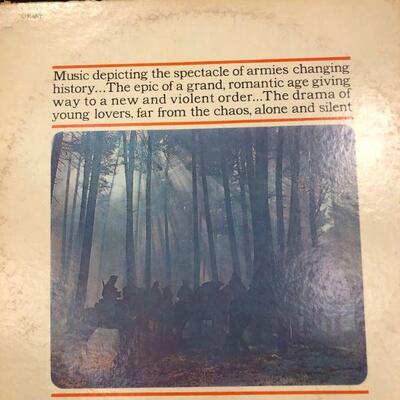 Music depicting the spectacle of armies changing
history...The epic of a grand, romantic age giving
way to a new and violent order...The drama of
young lovers, far from the chaos, alone and silent